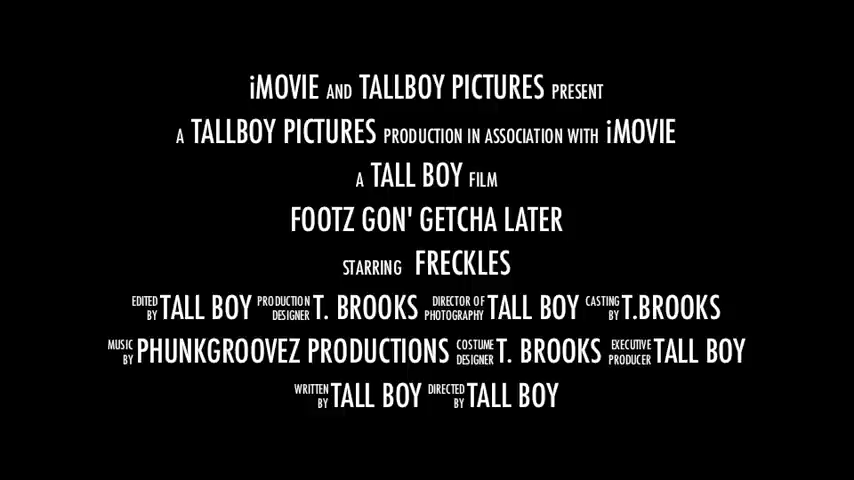 iMOVIE AND TALLBOY PICTURES PRESENT
A TALLBOY PICTURES PRODUCTION IN ASSOCIATION WITH iMOVIE
A TALL BOY FILM
FOOTZ GON' GETCHA LATER
STARRING FRECKLES
EDITED BY TALL BOY PRODUCTION DESIGNER T. BROOKS DIRECTOR OF PHOTOGRAPHY TALL BOY CASTING BY T.BROOKS
MUSIC BY PHUNKGROOVEZ PRODUCTIONS COSTUME DESIGNER T. BROOKS EXECUTIVE PRODUCER TALL BOY
WRITTEN BY TALL BOY DIRECTED BY TALL BOY